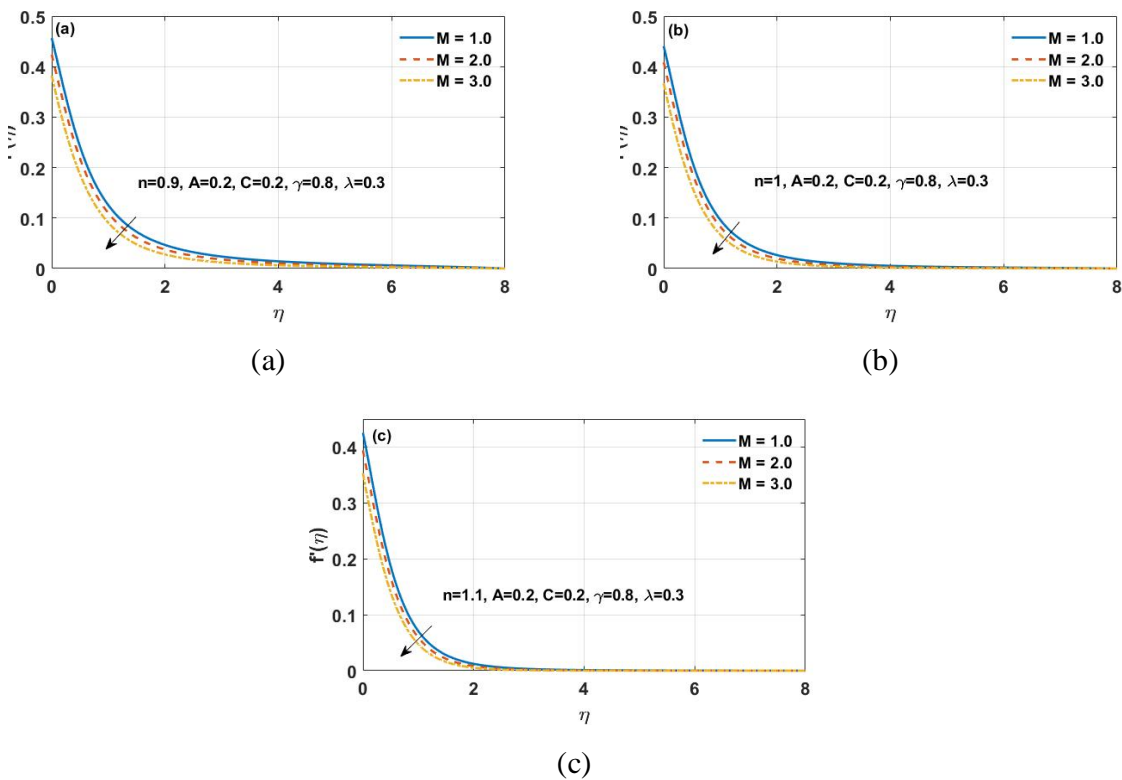 (a)
M = 1.0
M = 2.0
M = 3.0
0.5
0.4
0.3
0.2
0.1
0
n=0.9, A=0.2, C=0.2, γ=0.8, λ=0.3
0 2 4 6 8
η
(a)
(b)
M = 1.0
M = 2.0
M = 3.0
0.5
0.4
0.3
0.2
0.1
0
n=1, A=0.2, C=0.2, γ=0.8, λ=0.3
0 2 4 6 8
η
(b)
(c)
M = 1.0
M = 2.0
M = 3.0
0.4
0.3
0.2
0.1
0
f'(η)
n=1.1, A=0.2, C=0.2, γ=0.8, λ=0.3
0 2 4 6 8
η
(c)